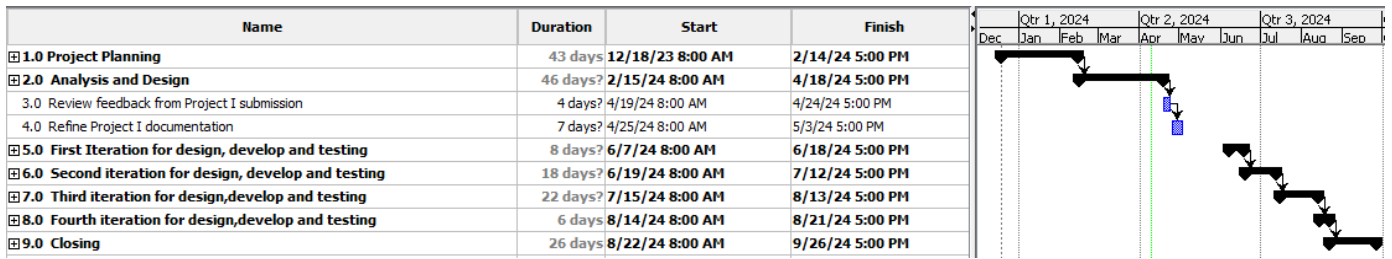 Name Duration Start Finish
Qtr 1, 2024 Qtr 2, 2024 Qtr 3, 2024
Dec Jan Feb Mar Apr May Jun Jul Aug Sep
1.0 Project Planning 43 days 12/18/23 8:00 AM 2/14/24 5:00 PM
2.0 Analysis and Design 46 days? 2/15/24 8:00 AM 4/18/24 5:00 PM
3.0 Review feedback from Project I submission 4 days? 4/19/24 8:00 AM 4/24/24 5:00 PM
4.0 Refine Project I documentation 7 days? 4/25/24 8:00 AM 5/3/24 5:00 PM
5.0 First Iteration for design, develop and testing 8 days? 6/7/24 8:00 AM 6/18/24 5:00 PM
6.0 Second iteration for design, develop and testing 18 days? 6/19/24 8:00 AM 7/12/24 5:00 PM
7.0 Third iteration for design,develop and testing 22 days? 7/15/24 8:00 AM 8/13/24 5:00 PM
8.0 Fourth iteration for design,develop and testing 6 days 8/14/24 8:00 AM 8/21/24 5:00 PM
9.0 Closing 26 days 8/22/24 8:00 AM 9/26/24 5:00 PM